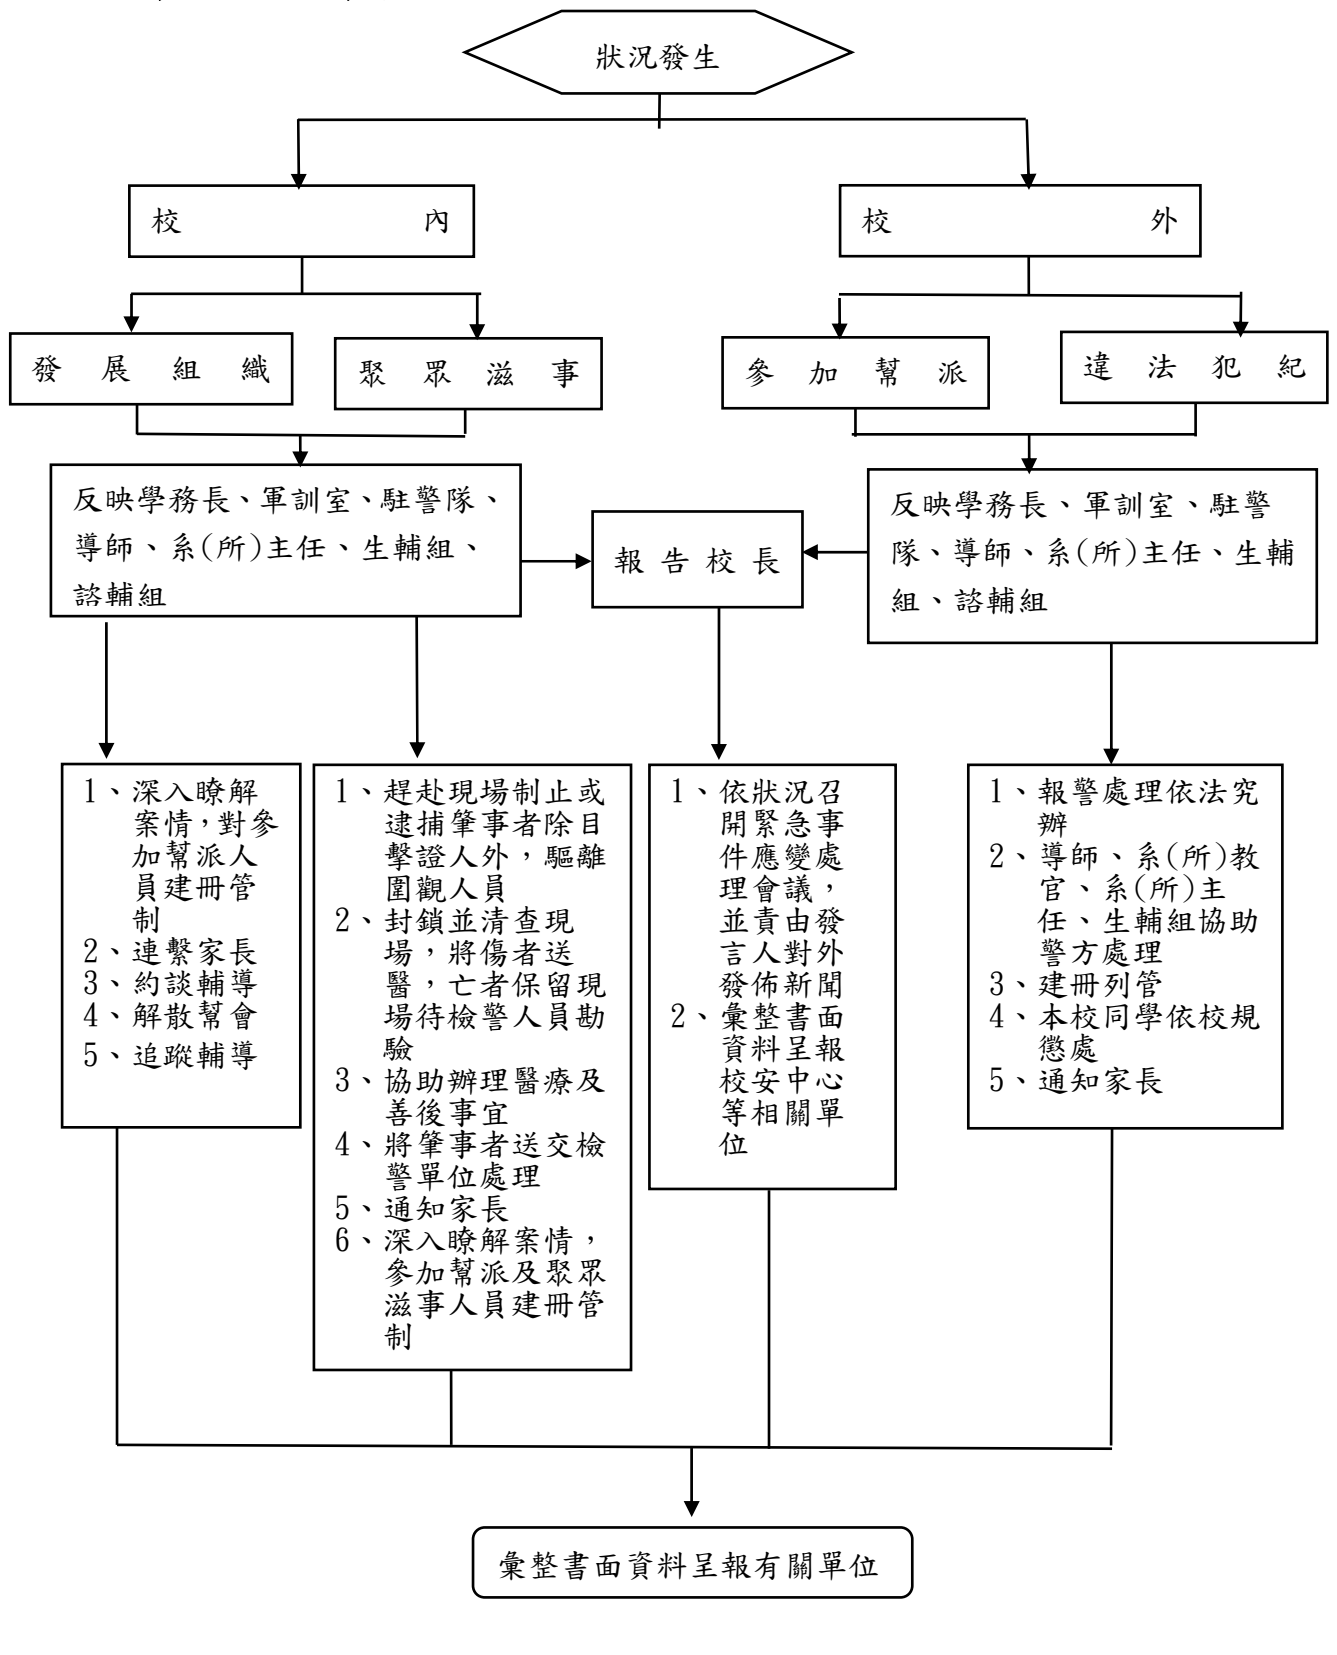 狀況發生
校 內
校 外
發 展 組 織
聚 眾 滋 事
參 加 幫 派
違 法 犯 紀
反映學務長、軍訓室、駐警隊、
導師、系(所)主任、生輔組、
諮輔組
報 告 校 長
反映學務長、軍訓室、駐警
隊、導師、系(所)主任、生輔
組、諮輔組
1、深入瞭解
案情，對參
加幫派人
員建冊管
制
2、連繫家長
3、約談輔導
4、解散幫會
5、追蹤輔導
1、趕赴現場制止或
逮捕肇事者除目
擊證人外，驅離
圍觀人員
2、封鎖並清查現
場，將傷者送
醫，亡者保留現
場待檢警人員勘
驗
3、協助辦理醫療及
善後事宜
4、將肇事者送交檢
警單位處理
5、通知家長
6、深入瞭解案情，
參加幫派及聚眾
滋事人員建冊管
制
1、依狀況召
開緊急事
件應變處
理會議，
並責由發
言人對外
發佈新聞
2、彙整書面
資料呈報
校安中心
等相關單
位
1、報警處理依法究
辦
2、導師、系(所)教
官、系(所)主
任、生輔組協助
警方處理
3、建冊列管
4、本校同學依校規
懲處
5、通知家長
彙整書面資料呈報有關單位